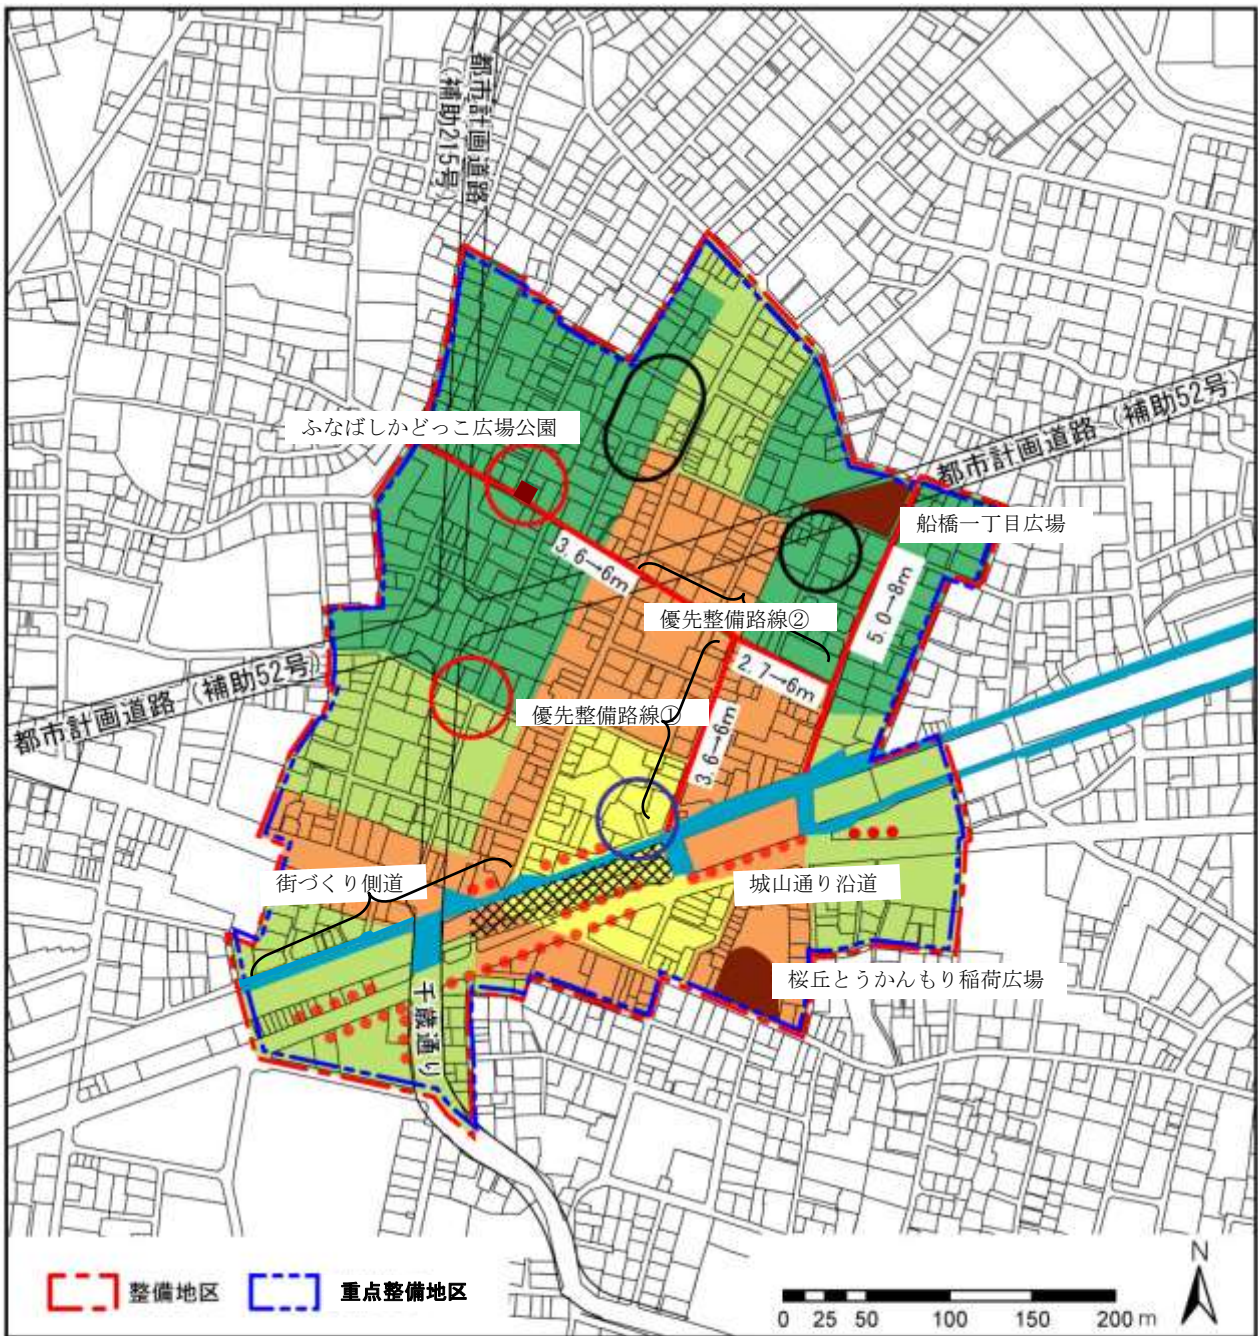 都市計画道路
(補助215号)
ふなばしかどっこ広場公園
都市計画道路(補助52号)
船橋一丁目広場
3.6→6m
優先整備路線②
5.0→8m
2.7→6m
都市計画道路(補助52号)
優先整備路線①
3.6→6m
街づくり側道
城山通り沿道
桜丘とうかんもり稲荷広場
千歳通り
整備地区
重点整備地区
N
0 25 50 100 150 200 m